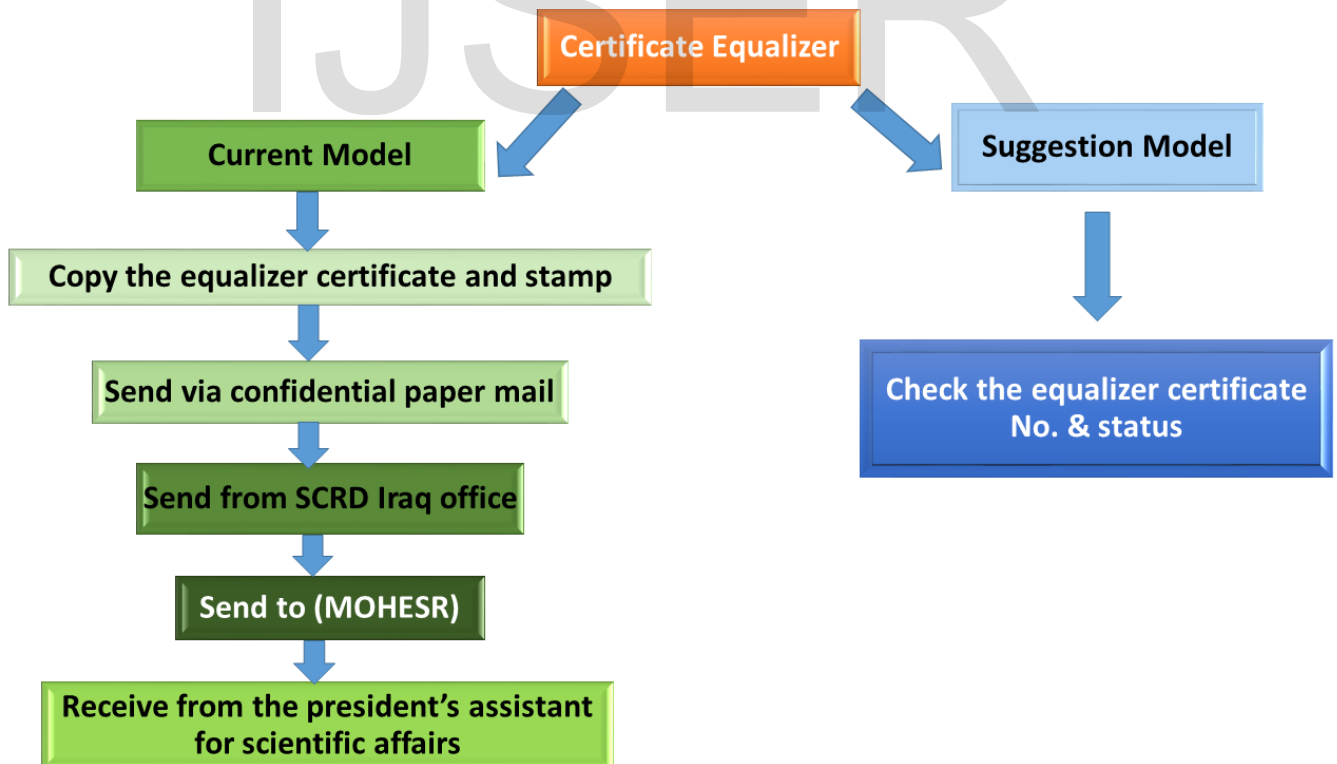 IJSER
Certificate Equalizer
Current Model
Suggestion Model
Copy the equalizer certificate and stamp
Send via confidential paper mail
Check the equalizer certificate
No. & status
Send from SCRD Iraq office
Send to (MOHESR)
Receive from the president’s assistant
for scientific affairs